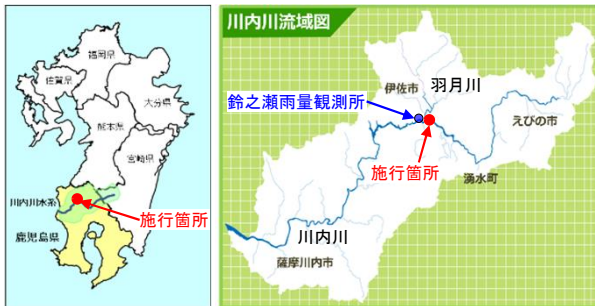 福岡県
佐賀県
大分県
熊本県
宮崎県
川内川水系
施行箇所
鹿児島県
川内川流域図
伊佐市
羽月川
鈴之瀬雨量観測所
えびの市
施行箇所
湧水町
川内川
薩摩川内市